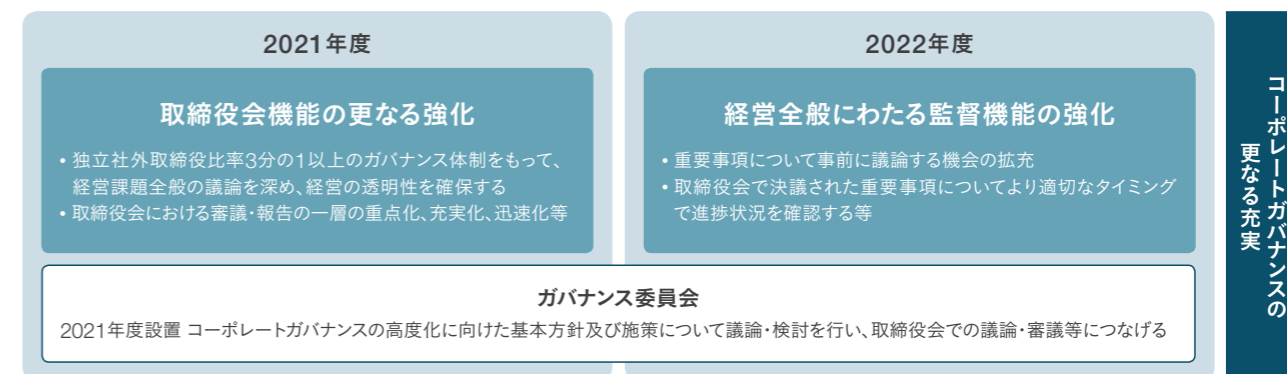 2021年度
取締役会機能の更なる強化
• 独立社外取締役比率3分の1以上のガバナンス体制をもって、
経営課題全般の議論を深め、経営の透明性を確保する
• 取締役会における審議・報告の一層の重点化、充実化、迅速化等
2022年度
経営全般にわたる監督機能の強化
• 重要事項について事前に議論する機会の拡充
• 取締役会で決議された重要事項についてより適切なタイミング
で進捗状況を確認する等
ガバナンス委員会
2021年度設置 コーポレートガバナンスの高度化に向けた基本方針及び施策について議論・検討を行い、取締役会での議論・審議等につなげる
コーポレートガバナンスの
更なる充実